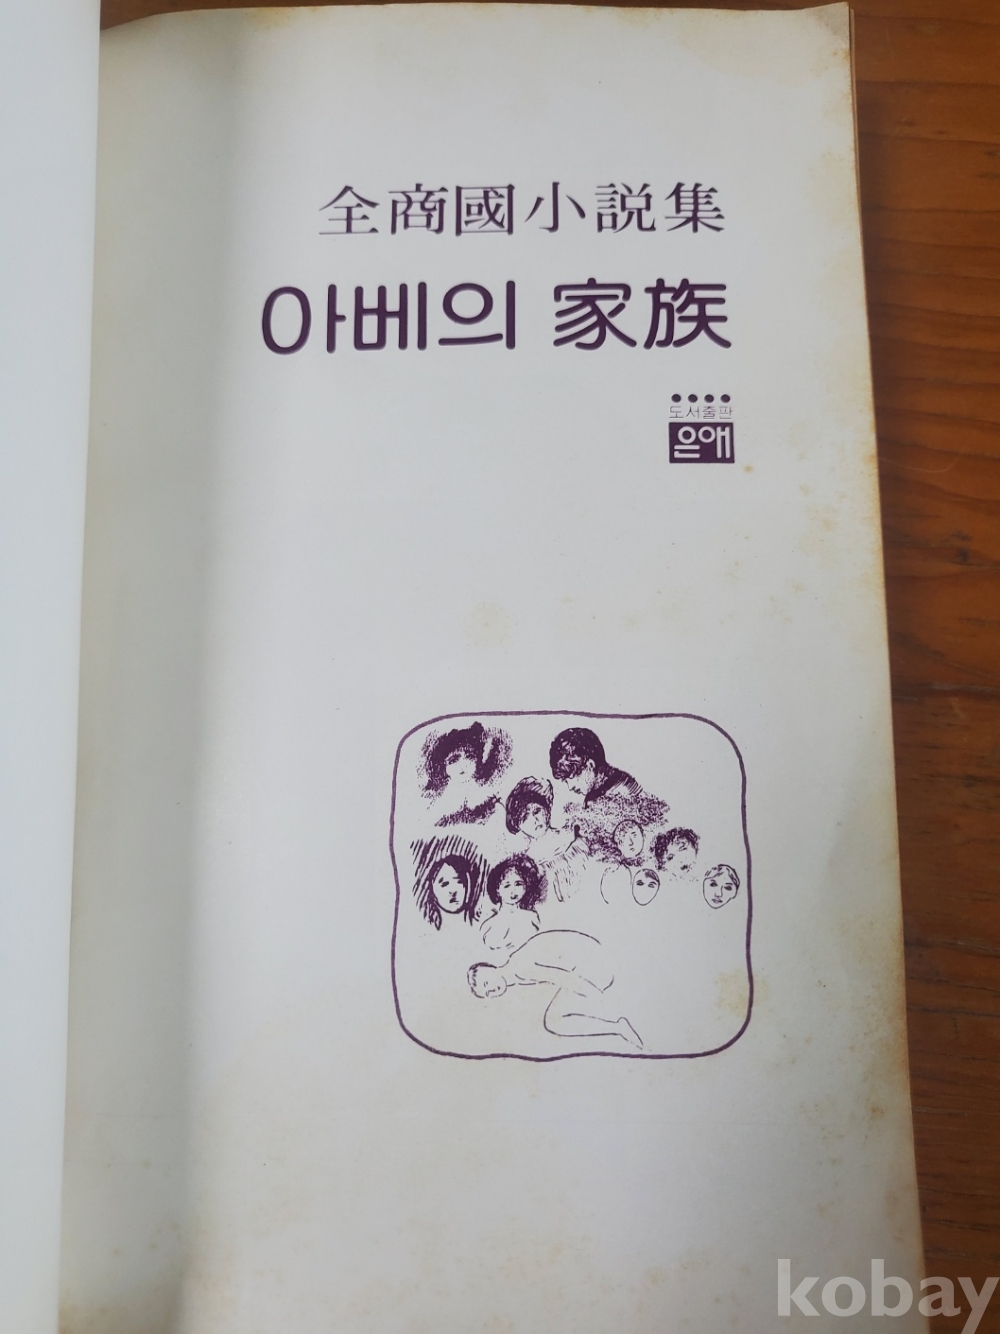 全商國小說集
아베의 家族
도서출판
은애
kobay